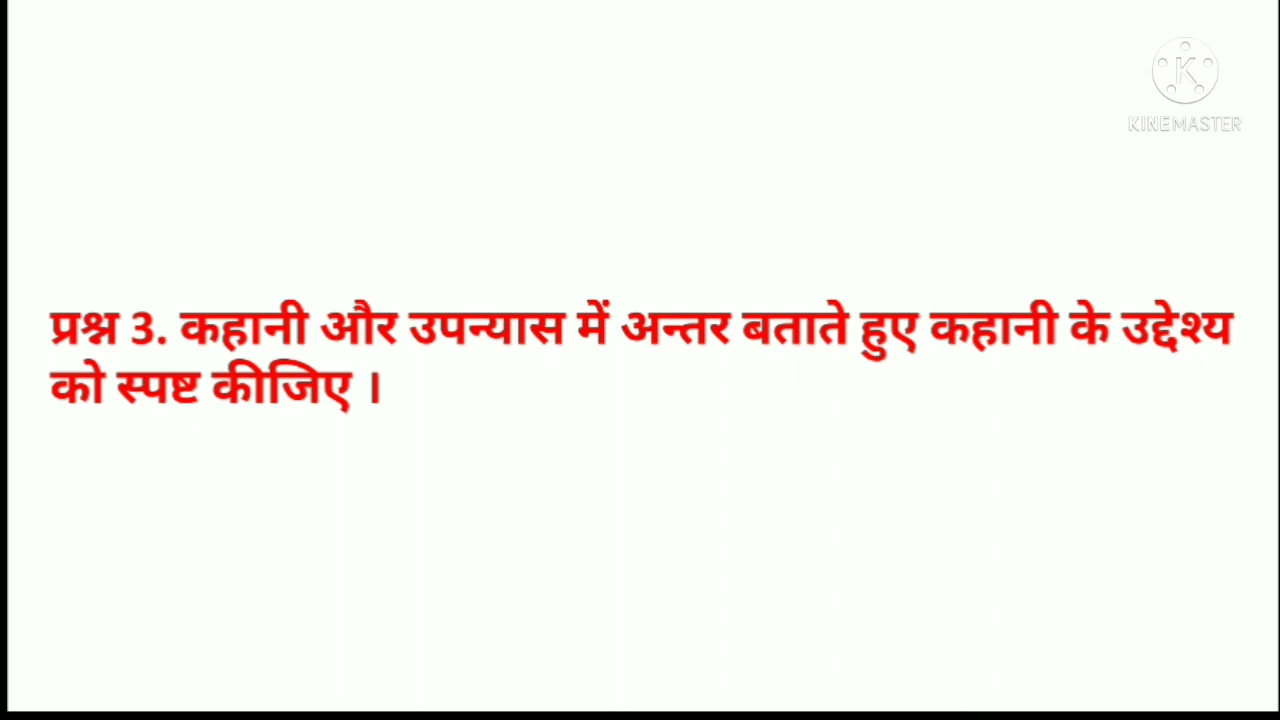 K
KINEMASTER
प्रश्न 3. कहानी और उपन्यास में अन्तर बताते हुए कहानी के उद्देश्य
को स्पष्ट कीजिए ।